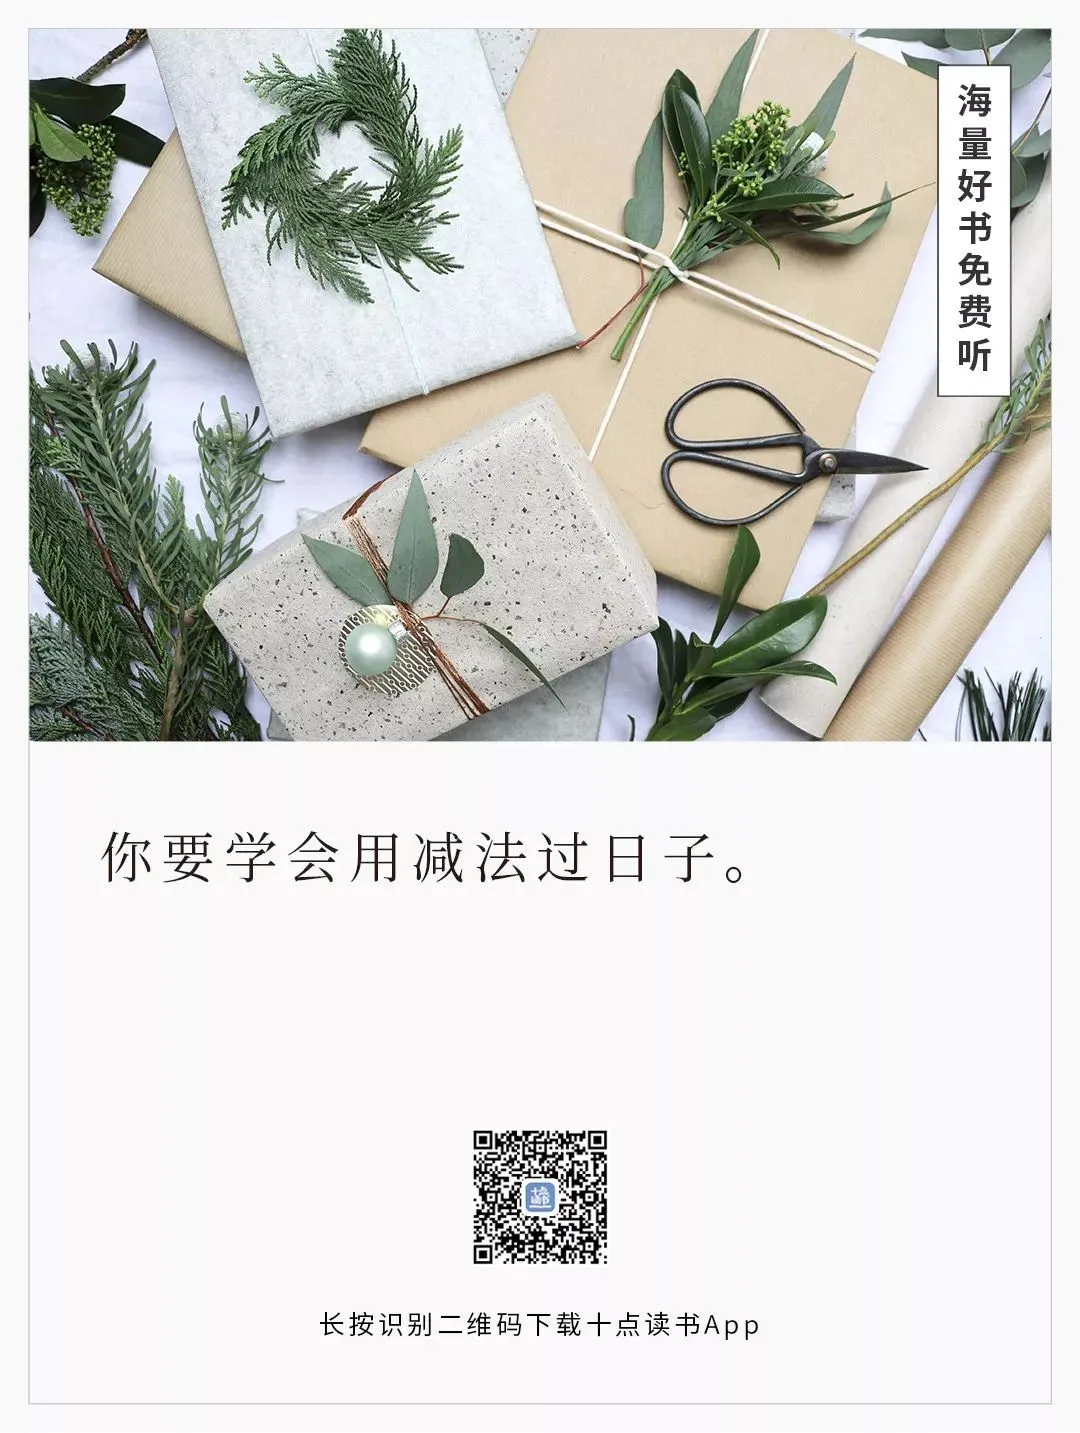 海量好书免费听
你要学会用减法过日子。
长按识别二维码下载十点读书App